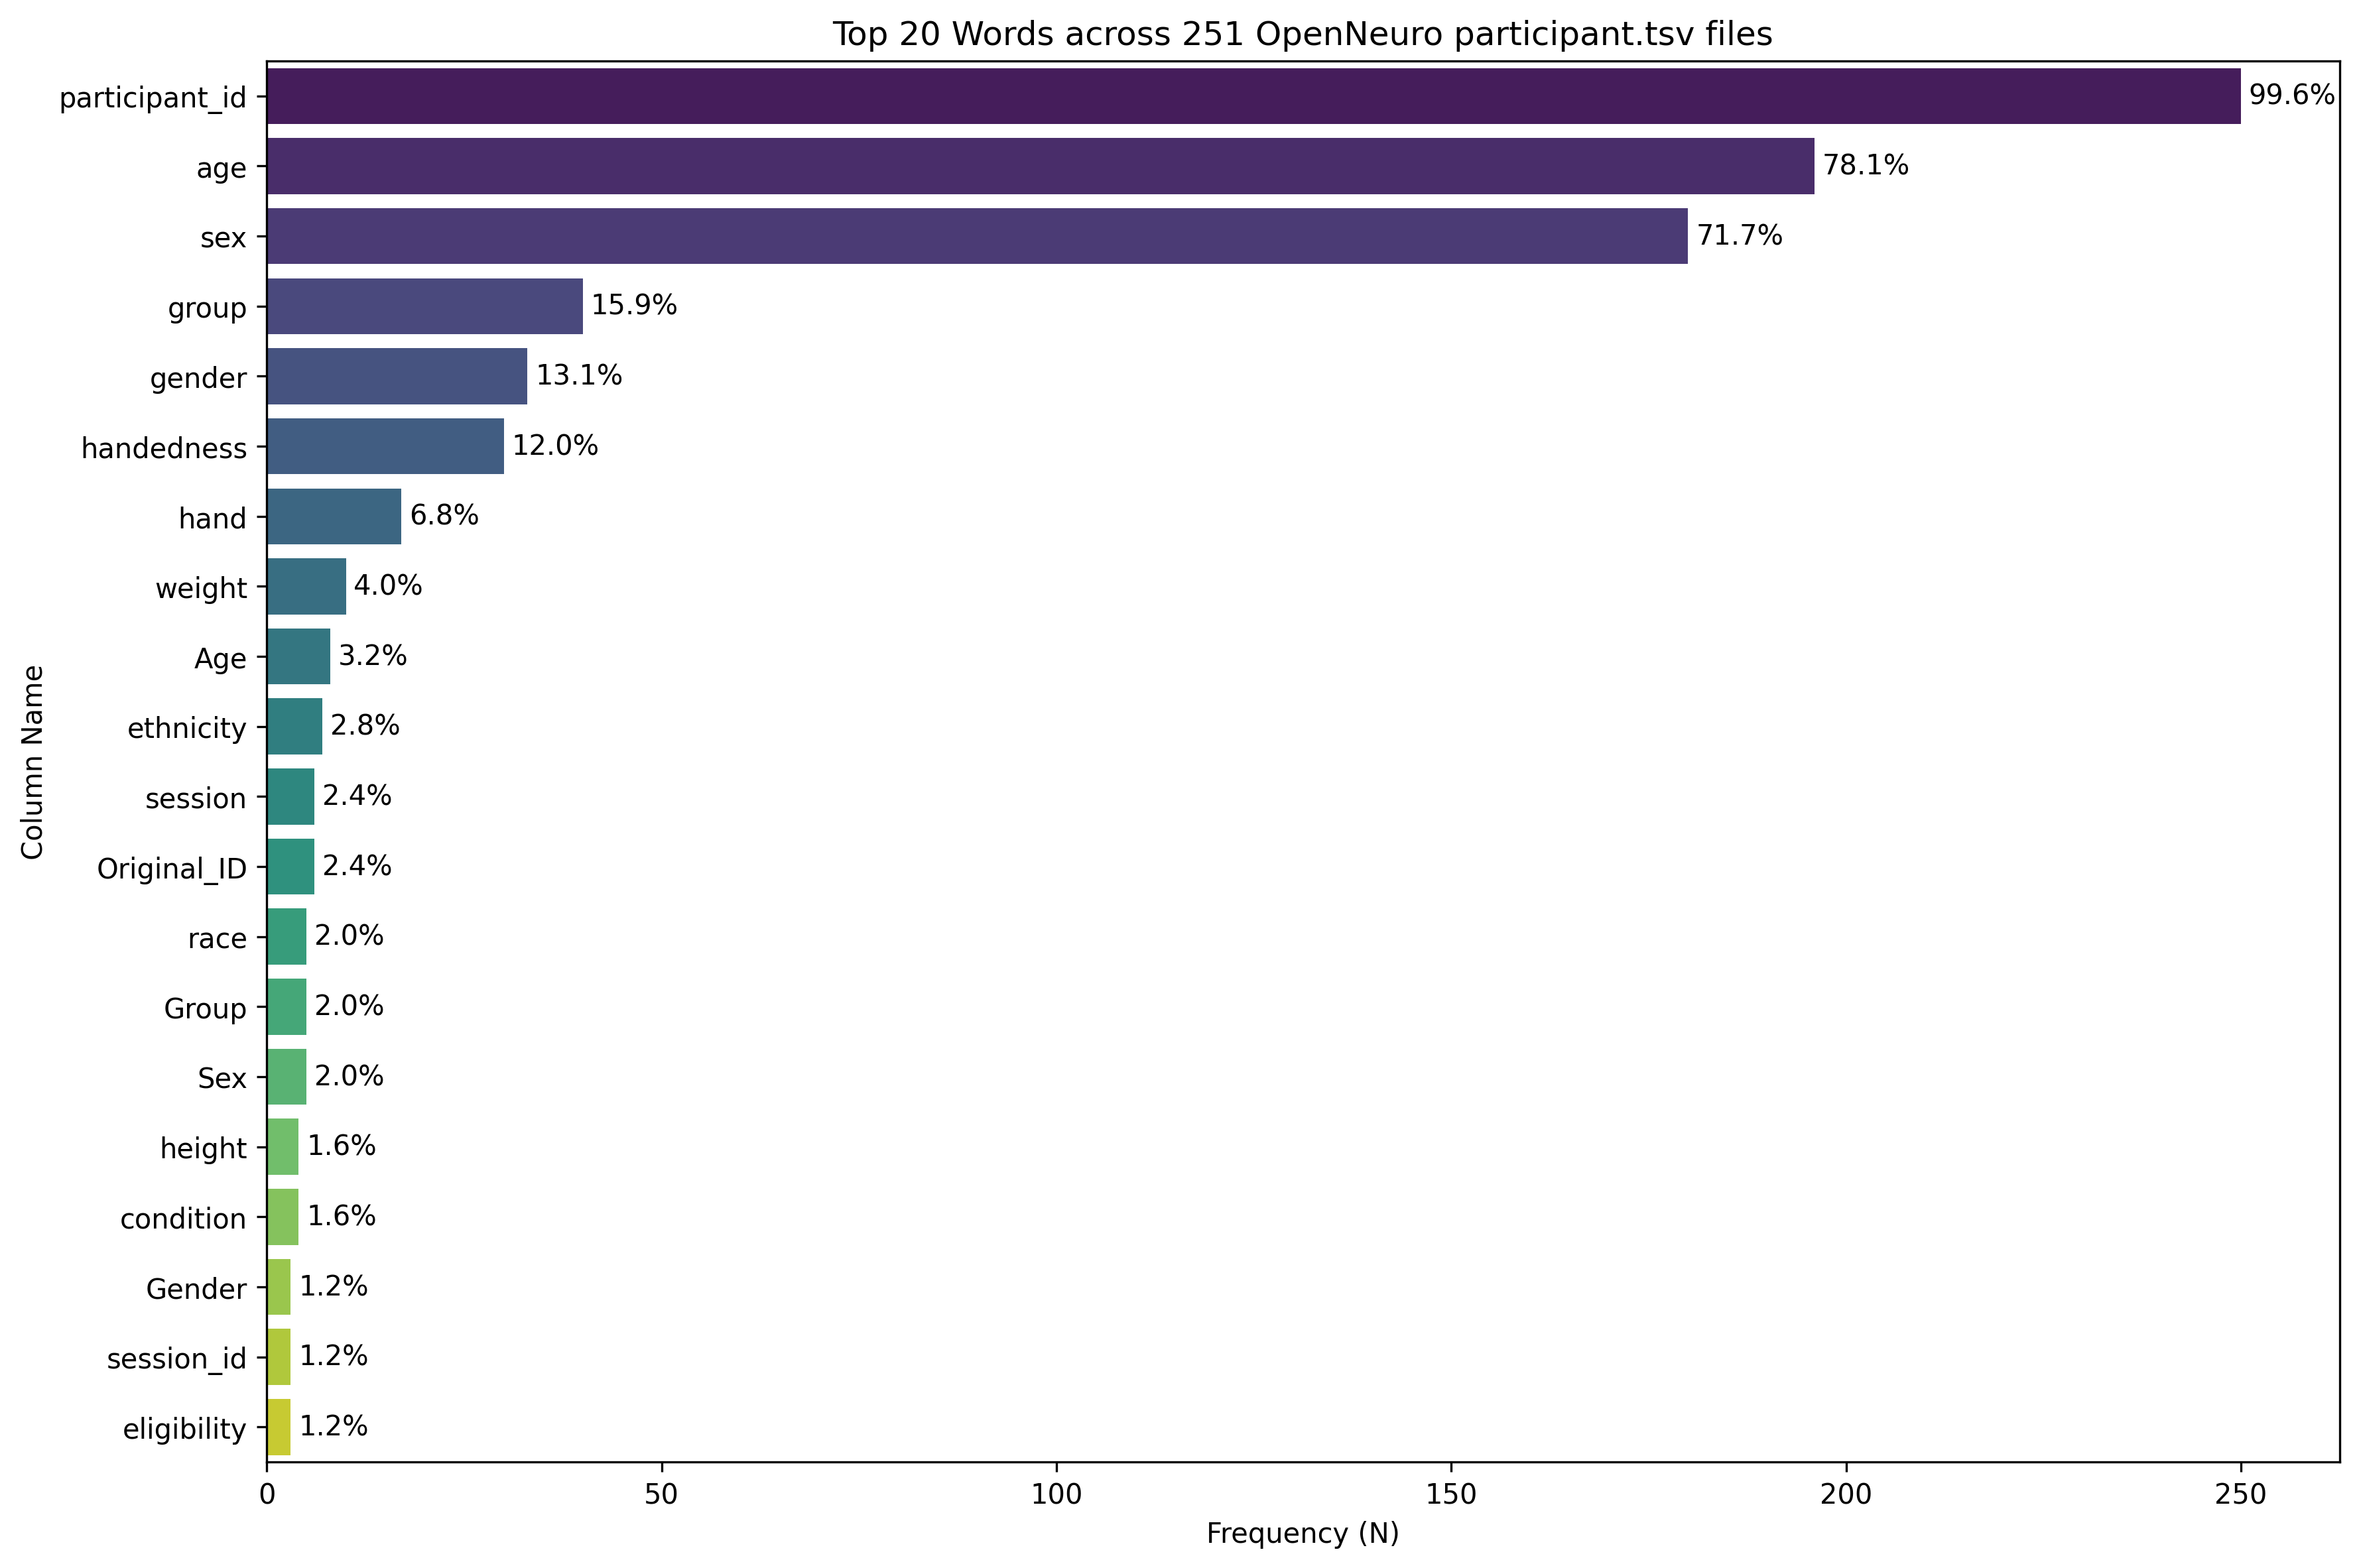 Top 20 Words across 251 OpenNeuro participant.tsv files
participant_id 99.6%
age 78.1%
sex 71.7%
group 15.9%
gender 13.1%
handedness 12.0%
hand 6.8%
weight 4.0%
Age 3.2%
ethnicity 2.8%
session 2.4%
Original_ID 2.4%
race 2.0%
Group 2.0%
Sex 2.0%
height 1.6%
condition 1.6%
Gender 1.2%
session_id 1.2%
eligibility 1.2%
Column Name
0 50 100 150 200 250
Frequency (N)